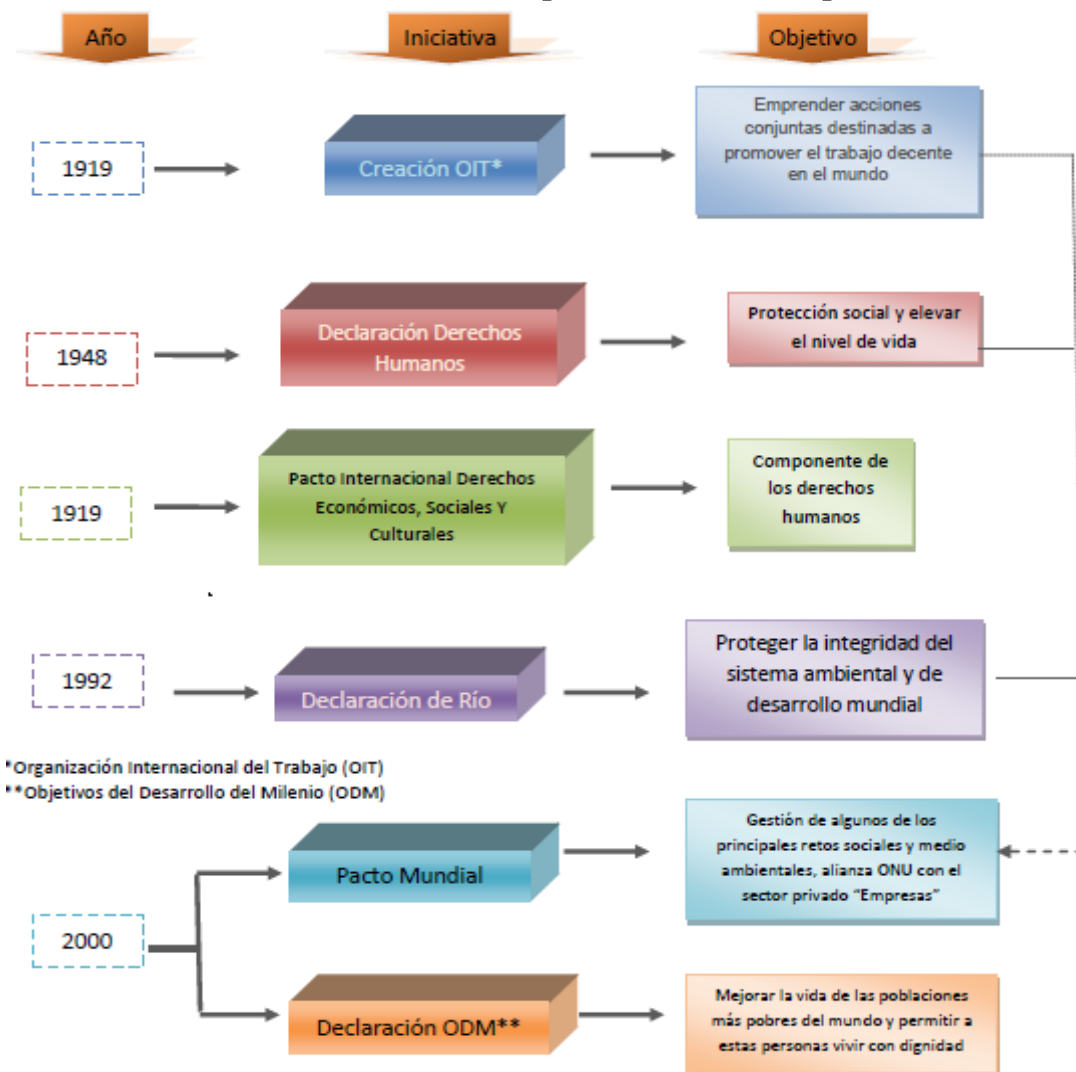 Año
Iniciativa
Objetivo
1919
Creación OIT*
Emprender acciones
conjuntas destinadas a
promover el trabajo decente
en el mundo
1948
Declaración Derechos
Humanos
Protección social y elevar
el nivel de vida
1919
Pacto Internacional Derechos
Económicos, Sociales Y
Culturales
Componente de
los derechos
humanos
1992
Declaración de Río
Proteger la integridad del
sistema ambiental y de
desarrollo mundial
*Organización Internacional del Trabajo (OIT)
**Objetivos del Desarrollo del Milenio (ODM)
2000
Pacto Mundial
Gestión de algunos de los
principales retos sociales y medio
ambientales, alianza ONU con el
sector privado “Empresas”
Declaración ODM**
Mejorar la vida de las poblaciones
más pobres del mundo y permitir a
estas personas vivir con dignidad